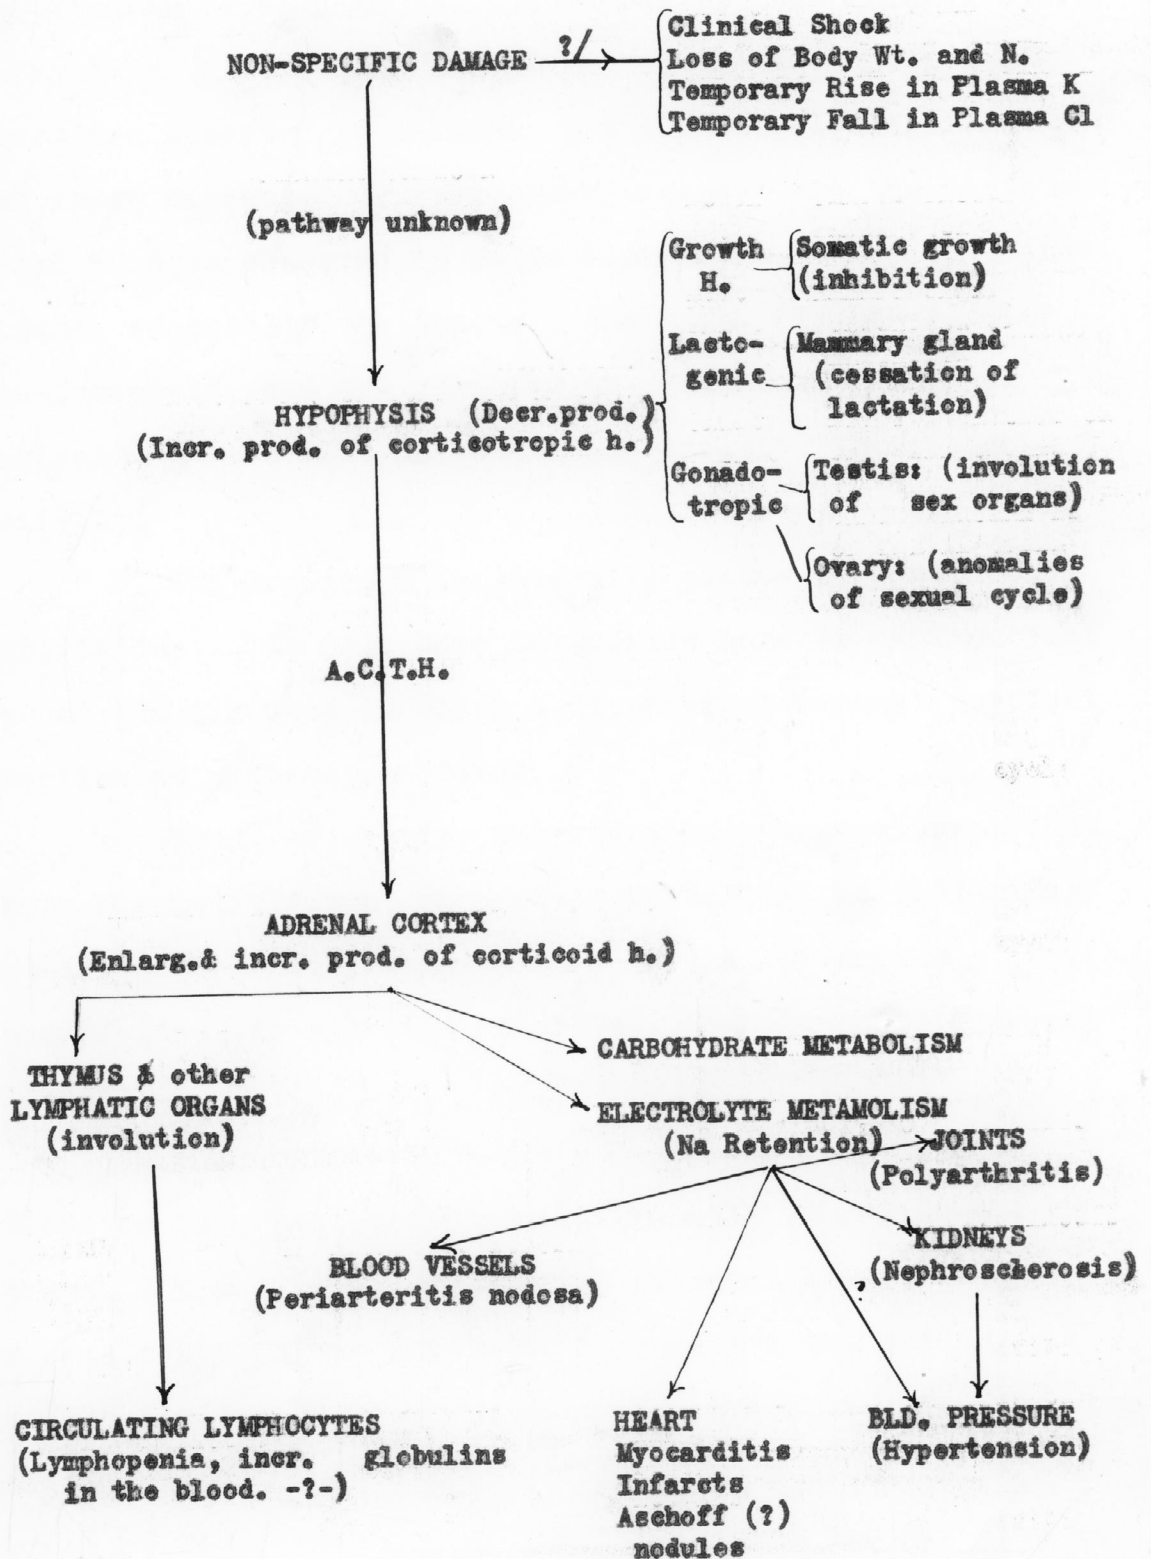 NON-SPECIFIC DAMAGE
?/
Clinical Shock
Loss of Body Wt. and N.
Temporary Rise in Plasma K
Temporary Fall in Plasma Cl
(pathway unknown)
Growth
H.
Somatic growth
(inhibition)
Lacto-
genic
Mammary gland
(cessation of
lactation)
HYPOPHYSIS (Decr.prod.)
(Incr. prod. of corticotropic h.)
Gonado-
tropic
Testis: (involution
of sex organs)
Ovary: (anomalies
of sexual cycle)
A.C.T.H.
ADRENAL CORTEX
(Enlarg.& incr. prod. of corticoid h.)
THYMUS & other
LYMPHATIC ORGANS
(involution)
CARBOHYDRATE METABOLISM
ELECTROLYTE METAMOLISM
(Na Retention)
JOINTS
(Polyarthritis)
BLOOD VESSELS
(Periarteritis nodosa)
KIDNEYS
(Nephroscherosis)
?
CIRCULATING LYMPHOCYTES
(Lymphopenia, incr. globulins
in the blood. -?-)
HEART
Myocarditis
Infarcts
Aschoff (?)
nodules
BLD. PRESSURE
(Hypertension)